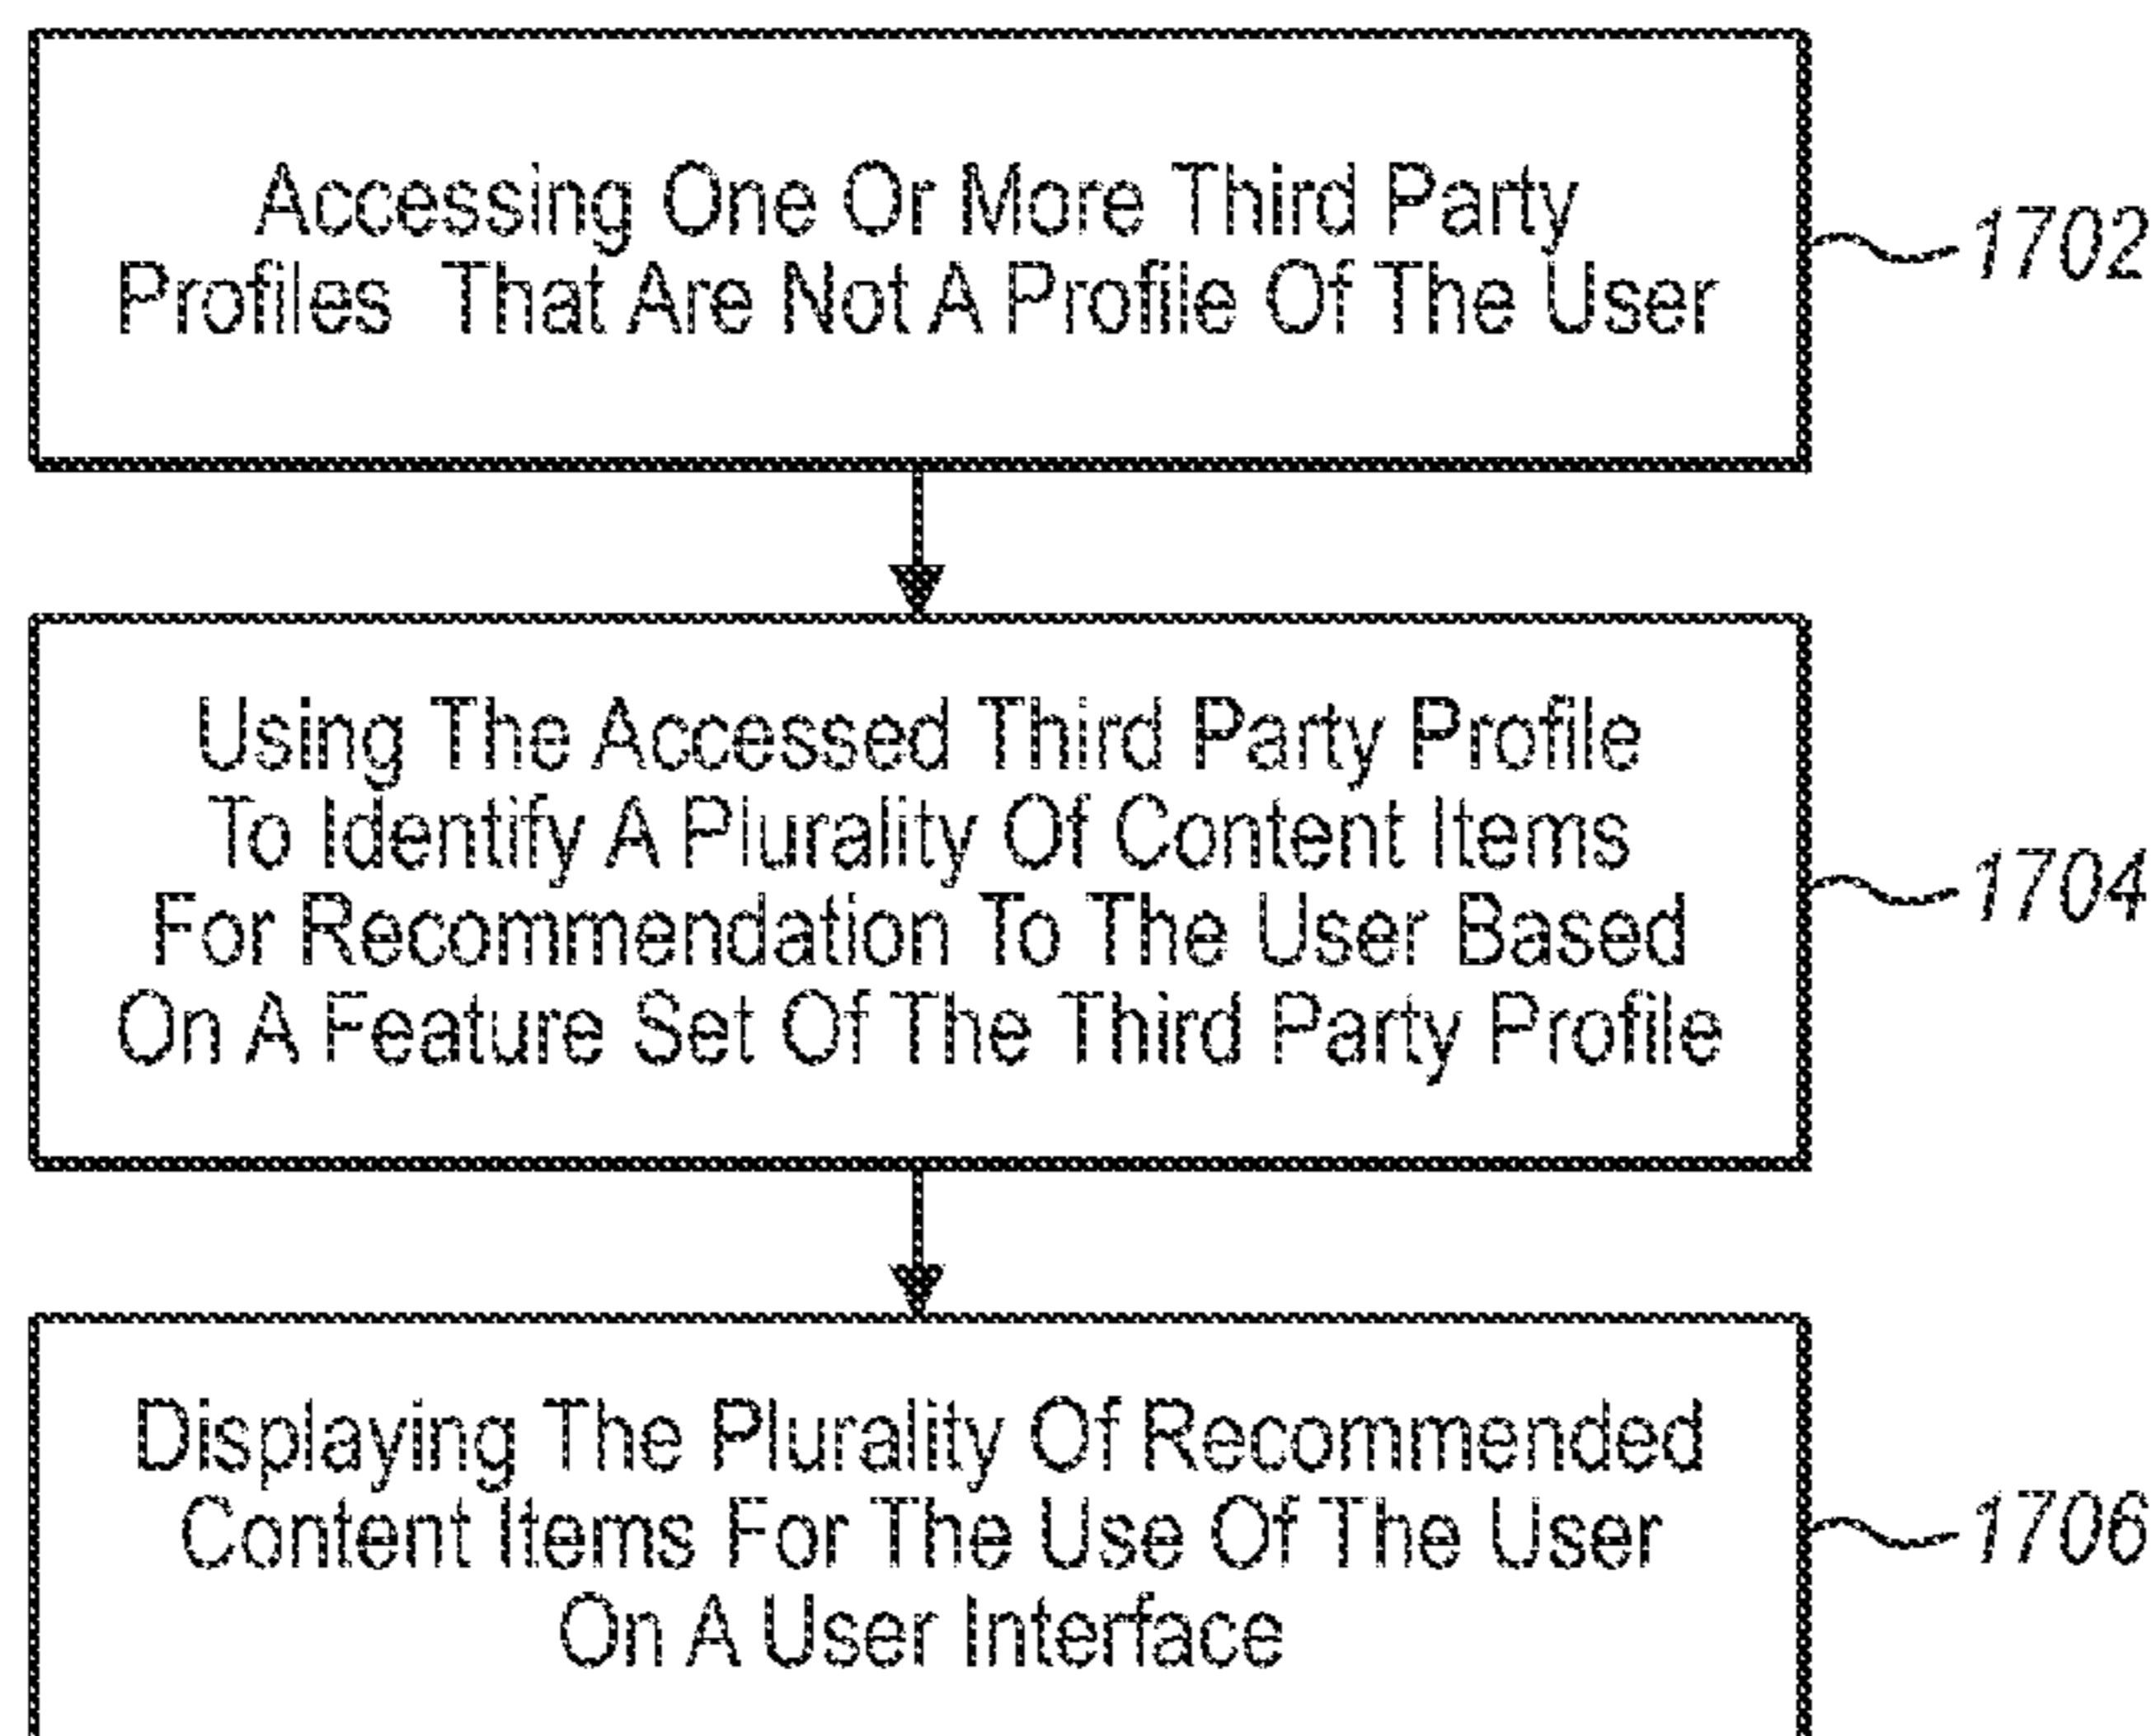 Accessing One Or More Third Party
Profiles That Are Not A Profile Of The User
1702
Using The Accessed Third Party Profile
To Identify A Plurality Of Content Items
For Recommendation To The User Based
On A Feature Set Of The Third Party Profile
1704
Displaying The Plurality Of Recommended
Content Items For The Use Of The User
On A User Interface
1706